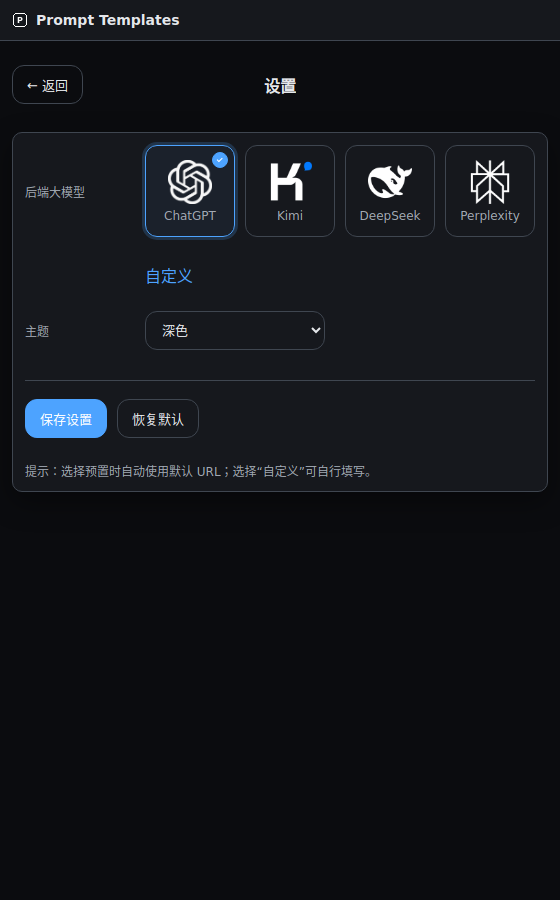 P Prompt Templates
← 返回
设置
后端大模型
ChatGPT
Kimi
DeepSeek
Perplexity
自定义
主题
深色
保存设置
恢复默认
提示：选择预置时自动使用默认 URL；选择“自定义”可自行填写。